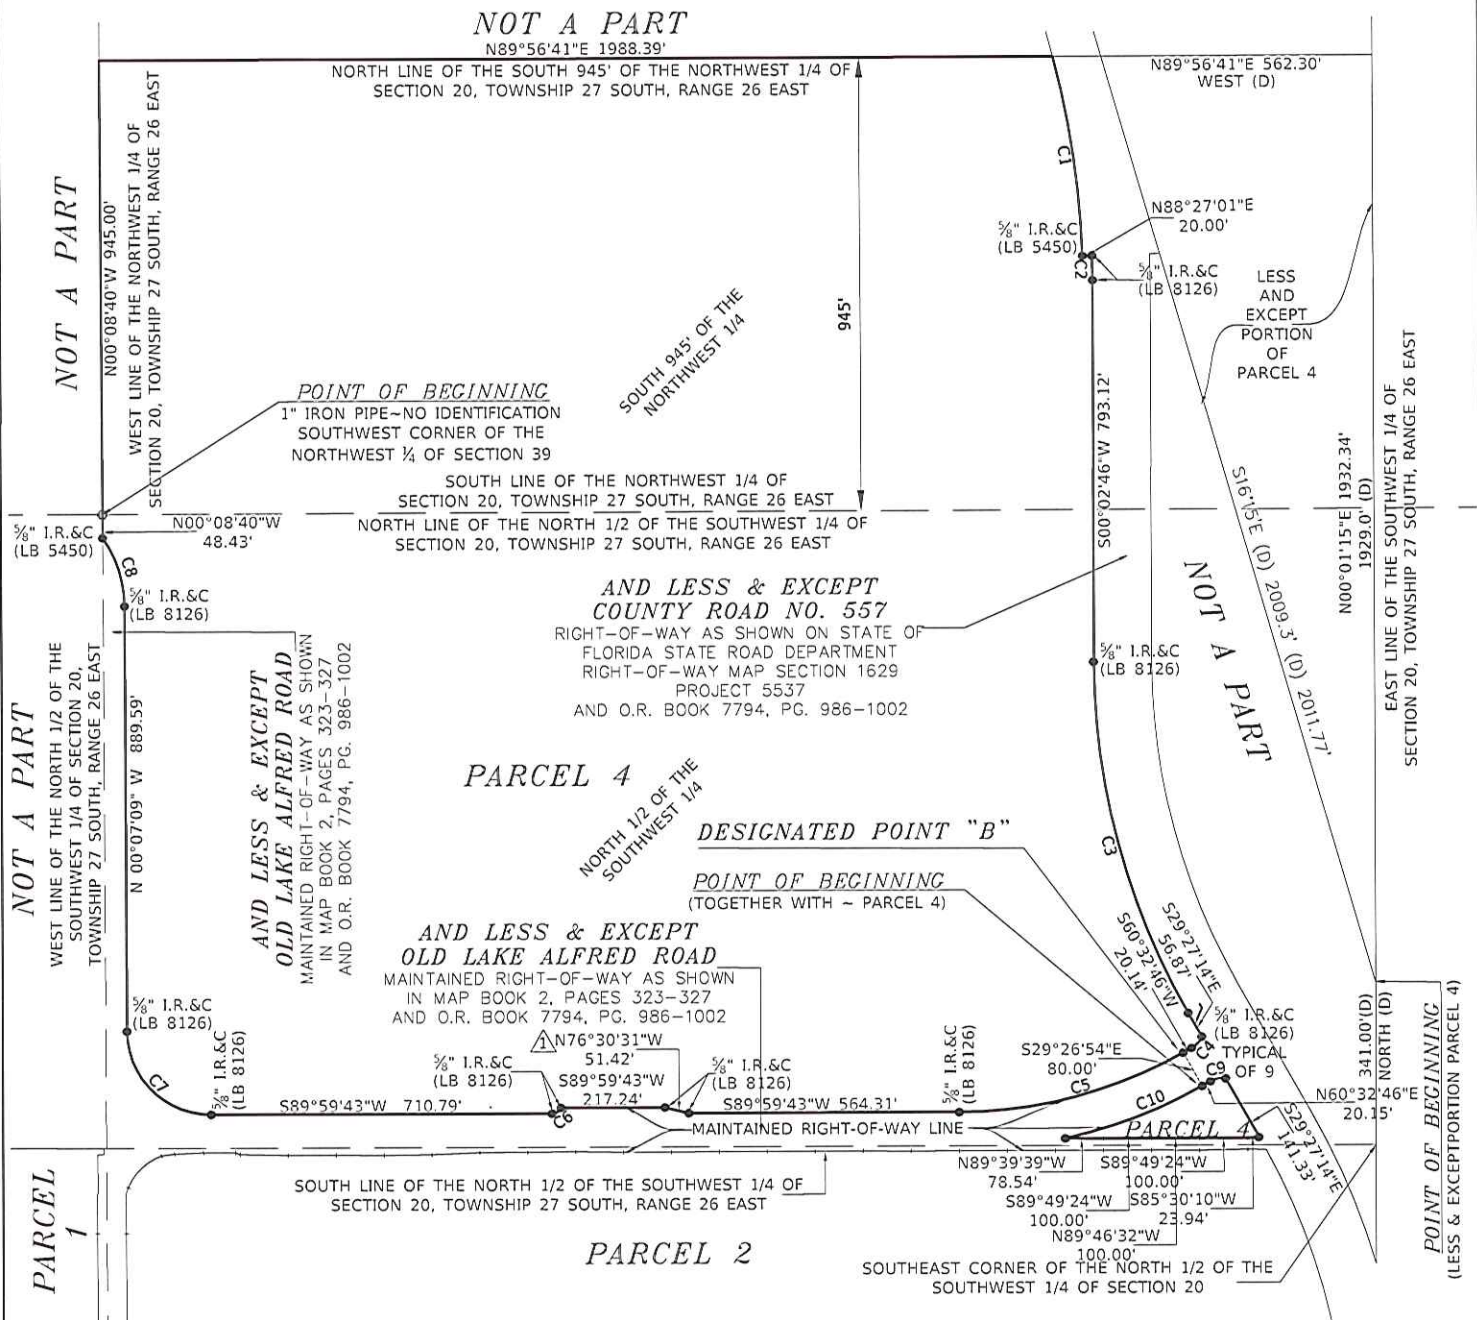 NOT A PART
N89°56'41"E 1988.39'
NORTH LINE OF THE SOUTH 945' OF THE NORTHWEST 1/4 OF
SECTION 20, TOWNSHIP 27 SOUTH, RANGE 26 EAST
N89°56'41"E 562.30'
WEST (D)
NOT A PART
N00°08'40"W 945.00'
WEST LINE OF THE NORTHWEST 1/4 OF
SECTION 20, TOWNSHIP 27 SOUTH, RANGE 26 EAST
945'
C1
N88°27'01"E
20.00'
⅝" I.R.&C
(LB 5450)
C2
⅝" I.R.&C
(LB 8126)
LESS
AND
EXCEPT
PORTION
OF
PARCEL 4
SOUTH 945' OF THE
NORTHWEST 1/4
POINT OF BEGINNING
1" IRON PIPE~NO IDENTIFICATION
SOUTHWEST CORNER OF THE
NORTHWEST ¼ OF SECTION 39
S00°02'46"W 793.12'
SOUTH LINE OF THE NORTHWEST 1/4 OF
SECTION 20, TOWNSHIP 27 SOUTH, RANGE 26 EAST
NORTH LINE OF THE NORTH 1/2 OF THE SOUTHWEST 1/4 OF
SECTION 20, TOWNSHIP 27 SOUTH, RANGE 26 EAST
⅝" I.R.&C
(LB 5450)
N00°08'40"W
48.43'
C8
⅝" I.R.&C
(LB 8126)
S16°15'E (D) 2009.3' (D) 2011.77'
N00°01'15"E 1932.34'
1929.0' (D)
EAST LINE OF THE SOUTHWEST 1/4 OF
SECTION 20, TOWNSHIP 27 SOUTH, RANGE 26 EAST
AND LESS & EXCEPT
COUNTY ROAD NO. 557
RIGHT-OF-WAY AS SHOWN ON STATE OF
FLORIDA STATE ROAD DEPARTMENT
RIGHT-OF-WAY MAP SECTION 1629
PROJECT 5537
AND O.R. BOOK 7794, PG. 986-1002
NOT A PART
⅝" I.R.&C
(LB 8126)
NOT A PART
WEST LINE OF THE NORTH 1/2 OF THE
SOUTHWEST 1/4 OF SECTION 20,
TOWNSHIP 27 SOUTH, RANGE 26 EAST
N 00°07'09" W 889.59'
AND LESS & EXCEPT
OLD LAKE ALFRED ROAD
MAINTAINED RIGHT-OF-WAY AS SHOWN
IN MAP BOOK 2, PAGES 323-327
AND O.R. BOOK 7794, PG. 986-1002
PARCEL 4
NORTH 1/2 OF THE
SOUTHWEST 1/4
DESIGNATED POINT "B"
C3
POINT OF BEGINNING
(TOGETHER WITH ~ PARCEL 4)
AND LESS & EXCEPT
OLD LAKE ALFRED ROAD
MAINTAINED RIGHT-OF-WAY AS SHOWN
IN MAP BOOK 2, PAGES 323-327
AND O.R. BOOK 7794, PG. 986-1002
S60°32'46"W
20.14'
S29°27'14"E
56.87'
⅝" I.R.&C
(LB 8126)
TYPICAL
OF 9
C4
C9
S29°26'54"E
80.00'
C5
C10
N60°32'46"E
20.15'
341.00'(D)
NORTH (D)
POINT OF BEGINNING
(LESS & EXCEPTPORTION PARCEL 4)
⅝" I.R.&C
(LB 8126)
C7
⅝" I.R.&C
(LB 8126)
S89°59'43"W 710.79'
⅝" I.R.&C
(LB 8126)
C6
1
N76°30'31"W
51.42'
S89°59'43"W
217.24'
⅝" I.R.&C
(LB 8126)
S89°59'43"W 564.31'
⅝" I.R.&C
(LB 8126)
MAINTAINED RIGHT-OF-WAY LINE
PARCEL 4
S29°27'14"E
141.33'
N89°39'39"W
78.54'
S89°49'24"W
100.00'
S89°49'24"W
100.00'
S85°30'10"W
23.94'
N89°46'32"W
100.00'
SOUTH LINE OF THE NORTH 1/2 OF THE SOUTHWEST 1/4 OF
SECTION 20, TOWNSHIP 27 SOUTH, RANGE 26 EAST
PARCEL
1
PARCEL 2
SOUTHEAST CORNER OF THE NORTH 1/2 OF THE
SOUTHWEST 1/4 OF SECTION 20